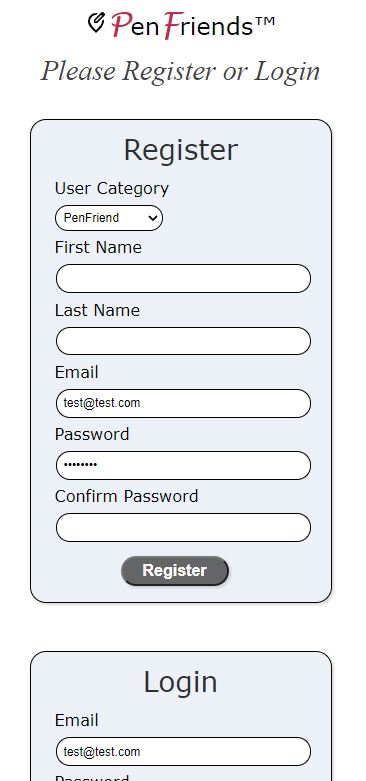 PenFriends™
Please Register or Login
Register
User Category
PenFriend
First Name
Last Name
Email
test@test.com
Password
••••••••
Confirm Password
Register
Login
Email
test@test.com
Password